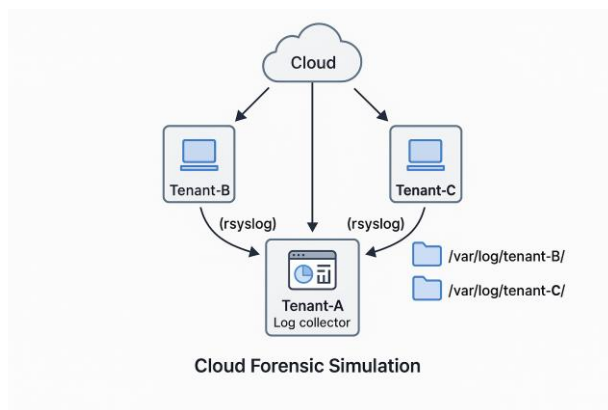 Cloud
Tenant-B
Tenant-C
(rsyslog)
(rsyslog)
Tenant-A
Log collector
/var/log/tenant-B/
/var/log/tenant-C/
Cloud Forensic Simulation